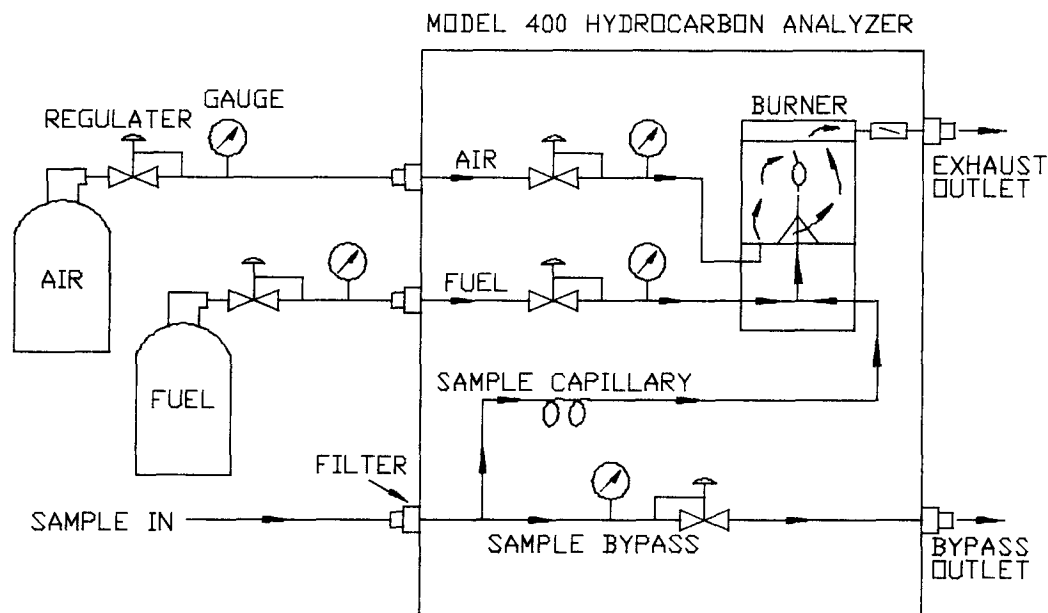 MODEL 400 HYDROCARBON ANALYZER
GAUGE
REGULATER
BURNER
AIR
EXHAUST
OUTLET
AIR
FUEL
FUEL
SAMPLE CAPILLARY
FILTER
SAMPLE IN
SAMPLE BYPASS
BYPASS
OUTLET